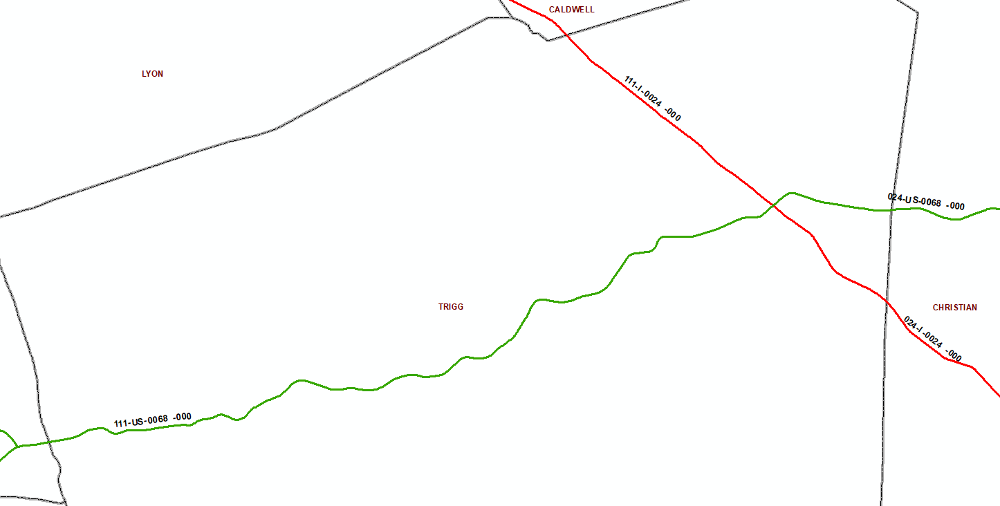 CALDWELL
LYON
111-I-0024 -000
024-US-0068 -000
TRIGG
CHRISTIAN
024-I-0024 -000
111-US-0068 -000